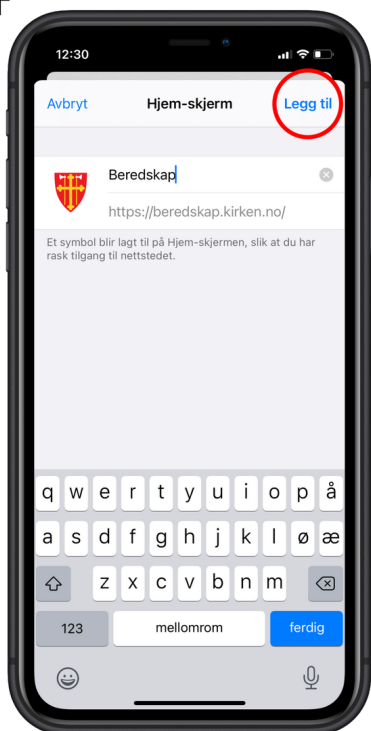 12:30
Avbryt Hjem-skjerm Legg til
Beredskap
https://beredskap.kirken.no/
Et symbol blir lagt til på Hjem-skjermen, slik at du har
rask tilgang til nettstedet.
q w e r t y u i o p å
a s d f g h j k l ø æ
z x c v b n m
123 mellomrom ferdig